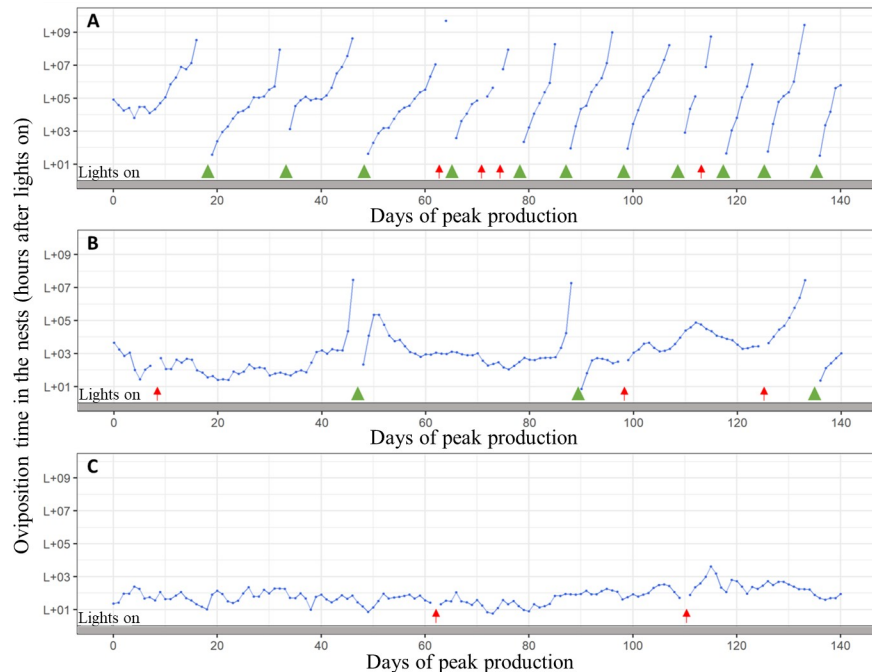 Oviposition time in the nests (hours after lights on)
A
L+09
L+07
L+05
L+03
L+01
Lights on
0 20 40 60 80 100 120 140
Days of peak production
B
L+09
L+07
L+05
L+03
L+01
Lights on
0 20 40 60 80 100 120 140
Days of peak production
C
L+09
L+07
L+05
L+03
L+01
Lights on
0 20 40 60 80 100 120 140
Days of peak production